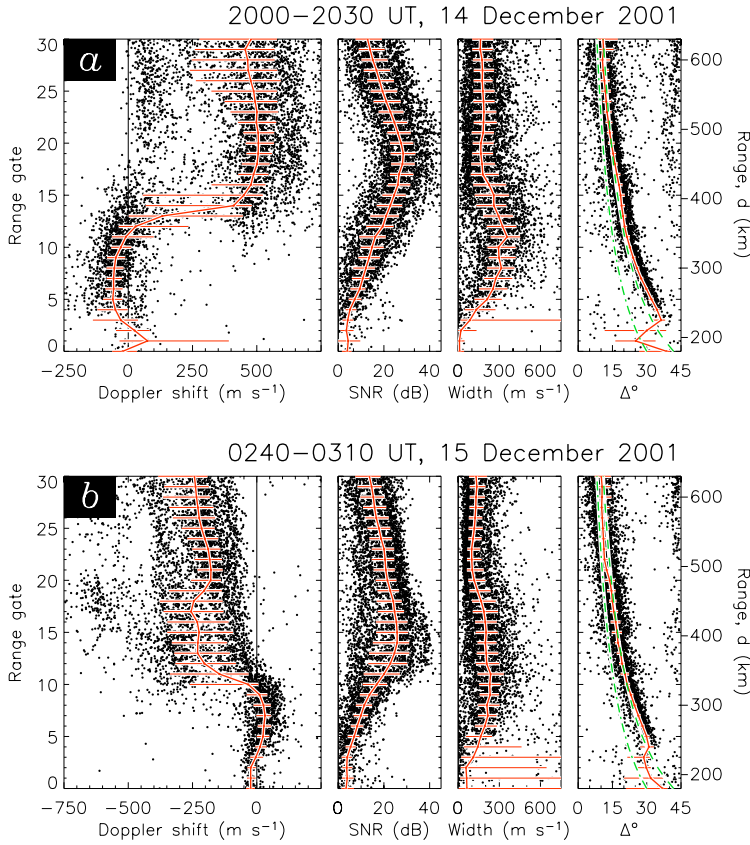 2000−2030 UT, 14 December 2001
a
30
25
20
15
10
5
0
Range gate
−250 0 250 500
Doppler shift (m s⁻¹)
0 20 40
SNR (dB)
0 300 600
Width (m s⁻¹)
0 15 30 45
Δ°
600
500
400
300
200
Range, d (km)
0240−0310 UT, 15 December 2001
b
30
25
20
15
10
5
0
Range gate
−750 −500 −250 0
Doppler shift (m s⁻¹)
0 20 40
SNR (dB)
0 300 600
Width (m s⁻¹)
0 15 30 45
Δ°
600
500
400
300
200
Range, d (km)